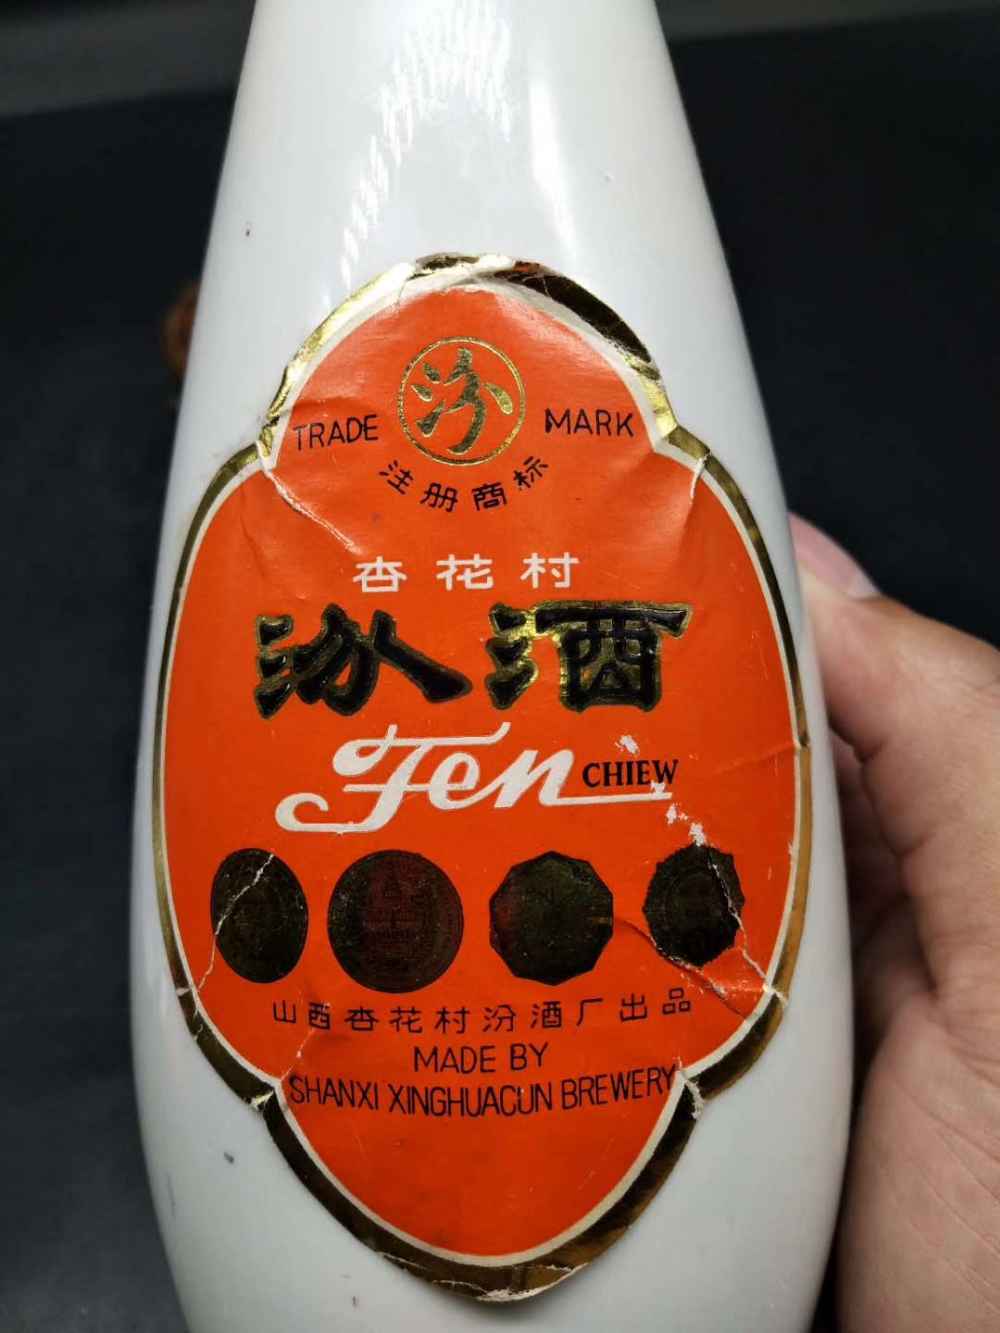 汾
TRADE MARK
注册商标
杏花村
汾酒
Fen CHIEW
山西杏花村汾酒厂出品
MADE BY
SHANXI XINGHUACUN BREWERY